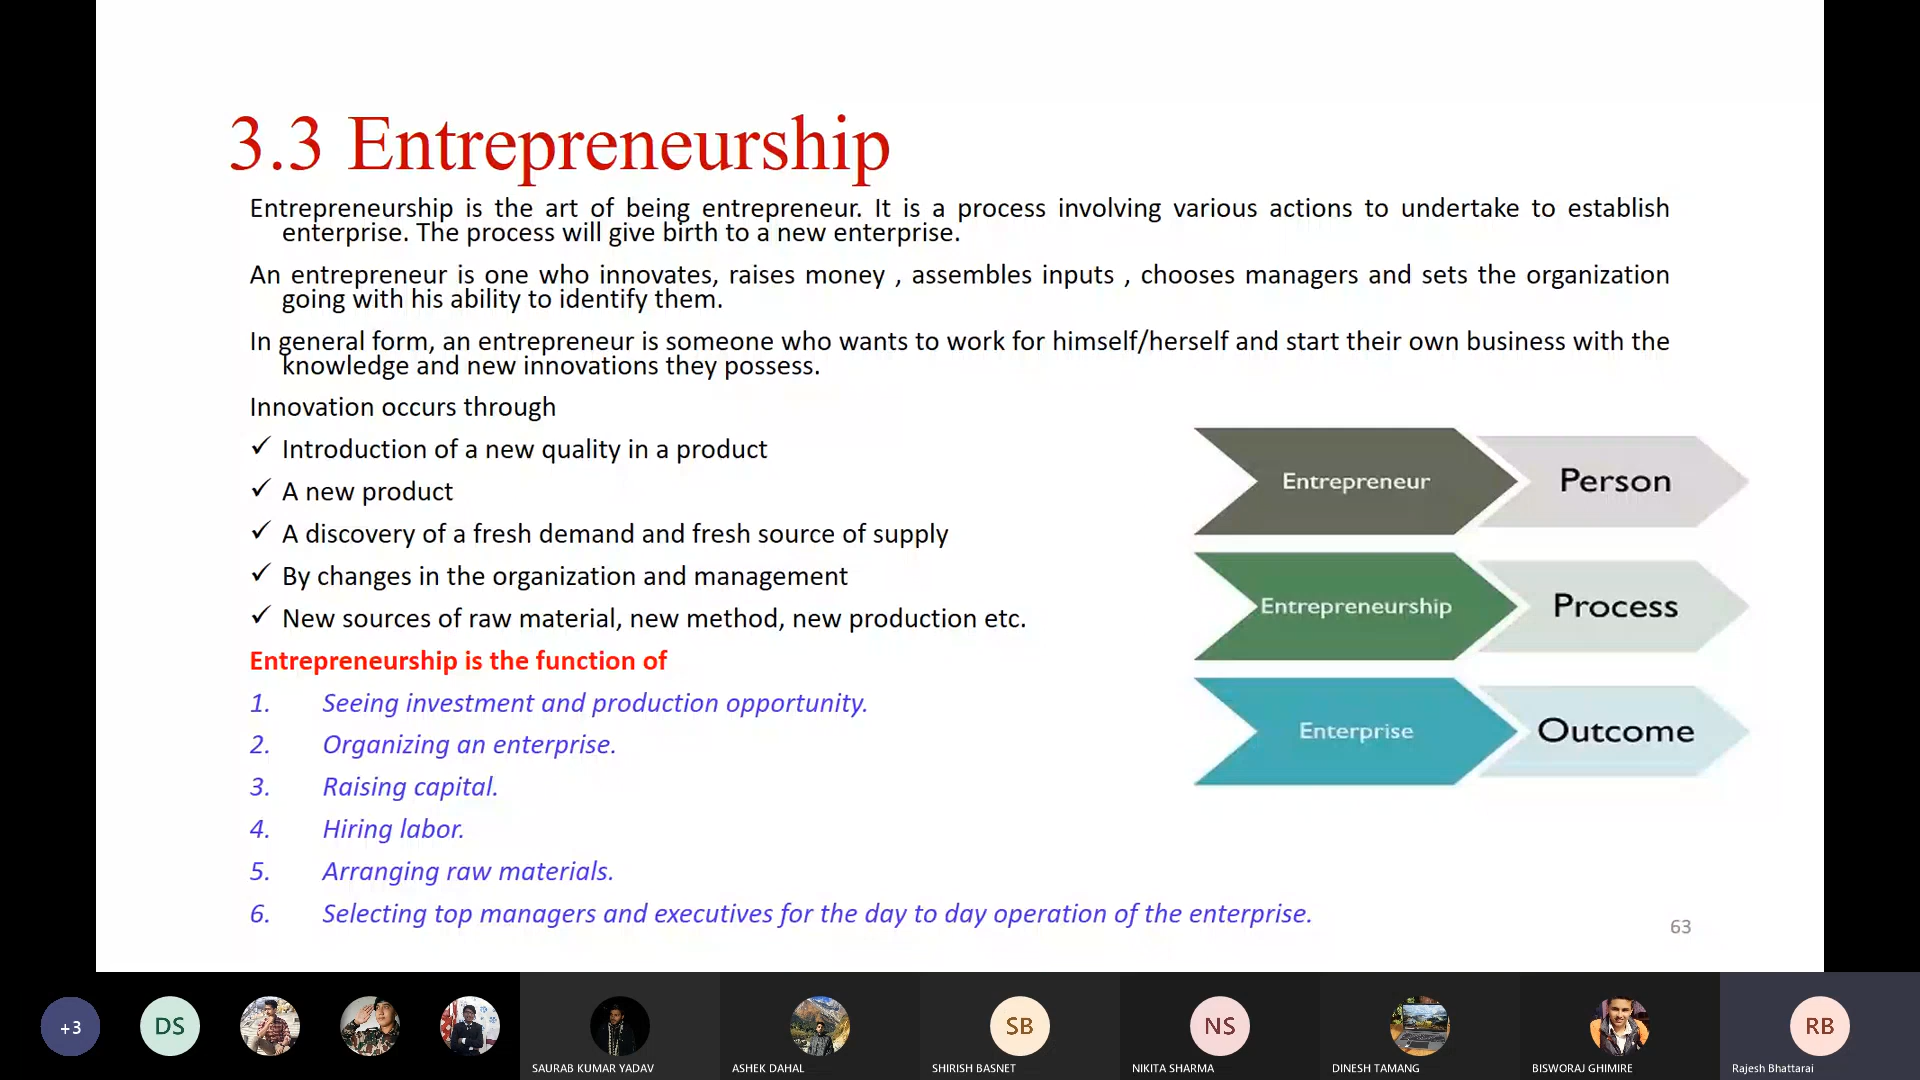 3.3 Entrepreneurship
Entrepreneurship is the art of being entrepreneur. It is a process involving various actions to undertake to establish
enterprise. The process will give birth to a new enterprise.
An entrepreneur is one who innovates, raises money , assembles inputs , chooses managers and sets the organization
going with his ability to identify them.
In general form, an entrepreneur is someone who wants to work for himself/herself and start their own business with the
knowledge and new innovations they possess.
Innovation occurs through
✓ Introduction of a new quality in a product
✓ A new product
✓ A discovery of a fresh demand and fresh source of supply
✓ By changes in the organization and management
✓ New sources of raw material, new method, new production etc.
Entrepreneurship is the function of
1. Seeing investment and production opportunity.
2. Organizing an enterprise.
3. Raising capital.
4. Hiring labor.
5. Arranging raw materials.
6. Selecting top managers and executives for the day to day operation of the enterprise.
Entrepreneur Person
Entrepreneurship Process
Enterprise Outcome
63
+3
DS
SB
NS
RB
SAURAB KUMAR YADAV
ASHEK DAHAL
SHIRISH BASNET
NIKITA SHARMA
DINESH TAMANG
BISWORAJ GHIMIRE
Rajesh Bhattarai